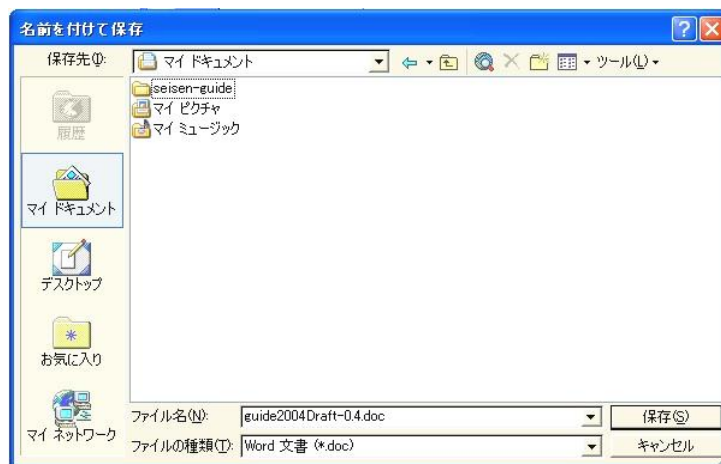 名前を付けて保存
保存先(I):
マイ ドキュメント
ツール(L)
seisen-guide
マイ ピクチャ
マイ ミュージック
履歴
マイ ドキュメント
デスクトップ
お気に入り
マイ ネットワーク
ファイル名(N):
guide2004Draft-0.4.doc
保存(S)
ファイルの種類(T):
Word 文書 (*.doc)
キャンセル